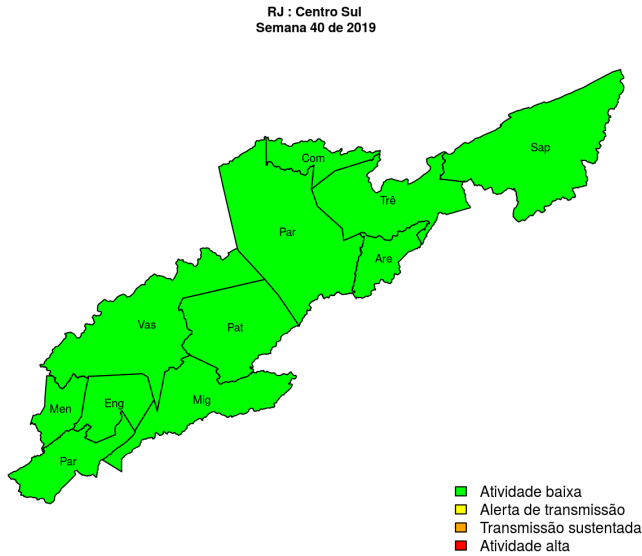 RJ : Centro Sul
Semana 40 de 2019
Sap
Com
Trê
Par
Are
Vas
Pat
Mig
Eng
Men
Par
Atividade baixa
Alerta de transmissão
Transmissão sustentada
Atividade alta